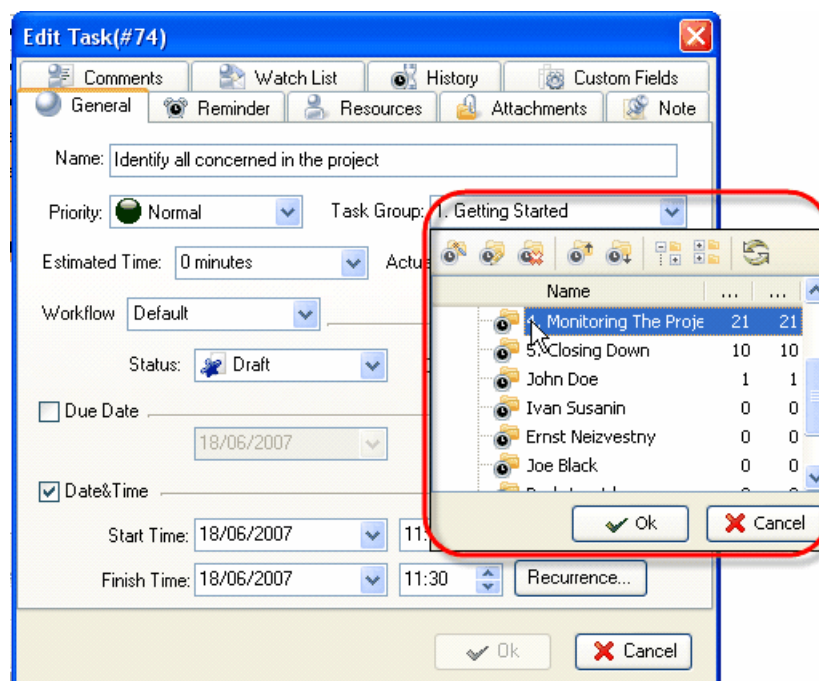 Edit Task(#74)
Comments Watch List History Custom Fields
General Reminder Resources Attachments Note
Name: Identify all concerned in the project
Priority: Normal Task Group: 1. Getting Started
Estimated Time: 0 minutes
Name ... ...
4. Monitoring The Proje 21 21
Workflow Default
5. Closing Down 10 10
Status: Draft
John Doe 1 1
Due Date
Ivan Susanin 0 0
18/06/2007
Ernst Neizvestny 0 0
Joe Black 0 0
Date&Time
Ok Cancel
Start Time: 18/06/2007 11:
Finish Time: 18/06/2007 11:30 Recurrence...
Ok Cancel